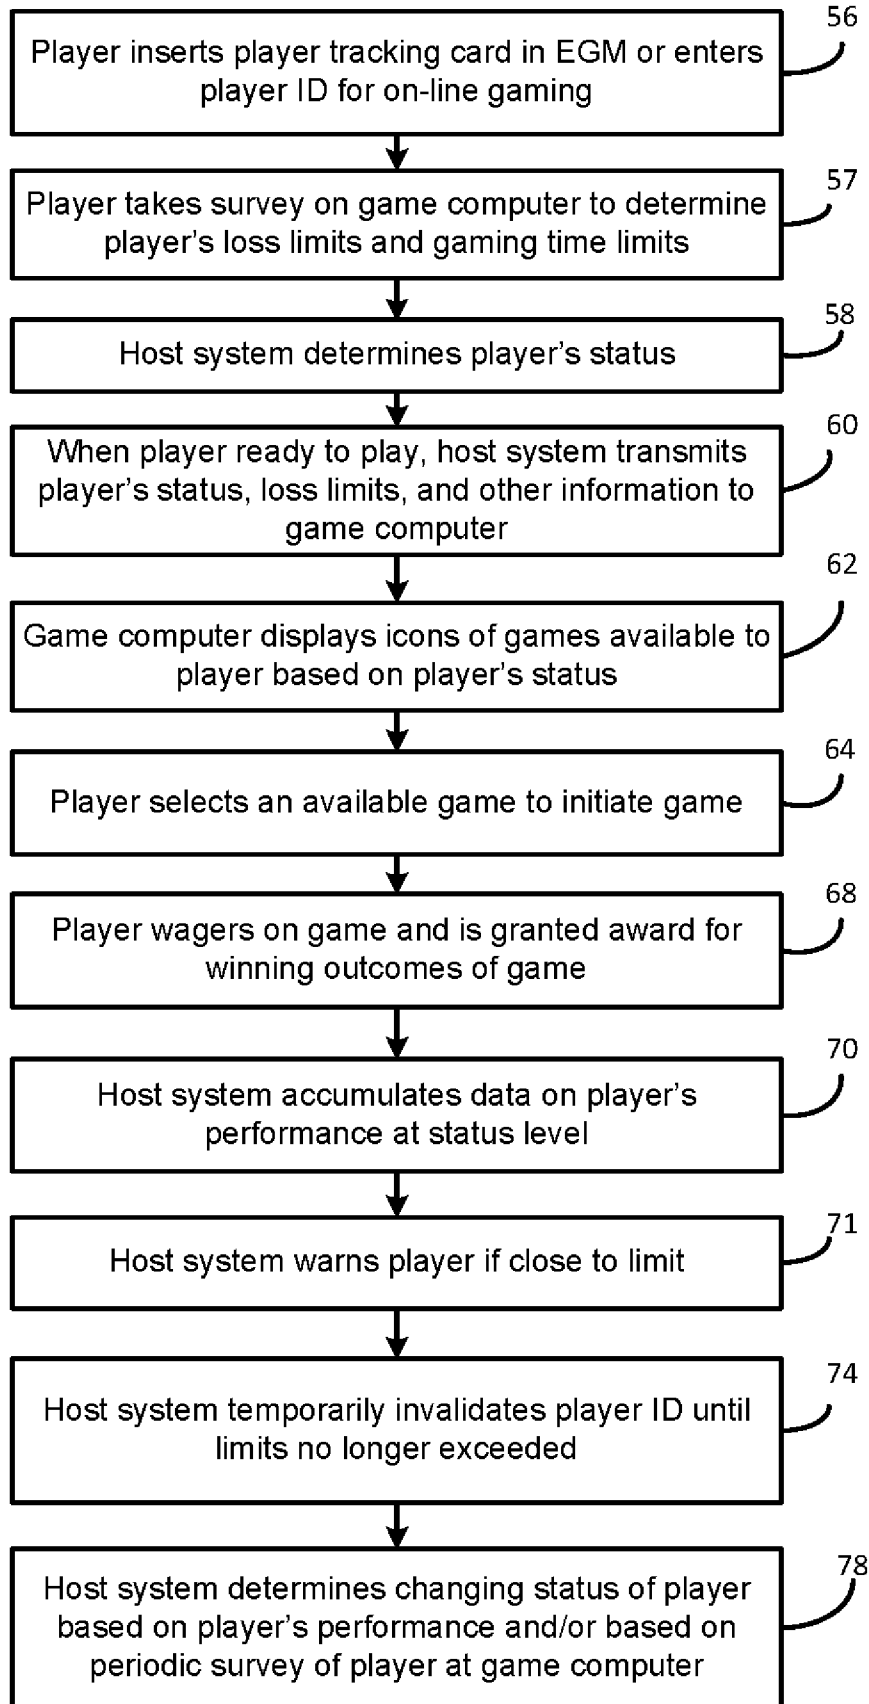 56
Player inserts player tracking card in EGM or enters
player ID for on-line gaming
57
Player takes survey on game computer to determine
player's loss limits and gaming time limits
58
Host system determines player's status
60
When player ready to play, host system transmits
player's status, loss limits, and other information to
game computer
62
Game computer displays icons of games available to
player based on player's status
64
Player selects an available game to initiate game
68
Player wagers on game and is granted award for
winning outcomes of game
70
Host system accumulates data on player's
performance at status level
71
Host system warns player if close to limit
74
Host system temporarily invalidates player ID until
limits no longer exceeded
78
Host system determines changing status of player
based on player's performance and/or based on
periodic survey of player at game computer